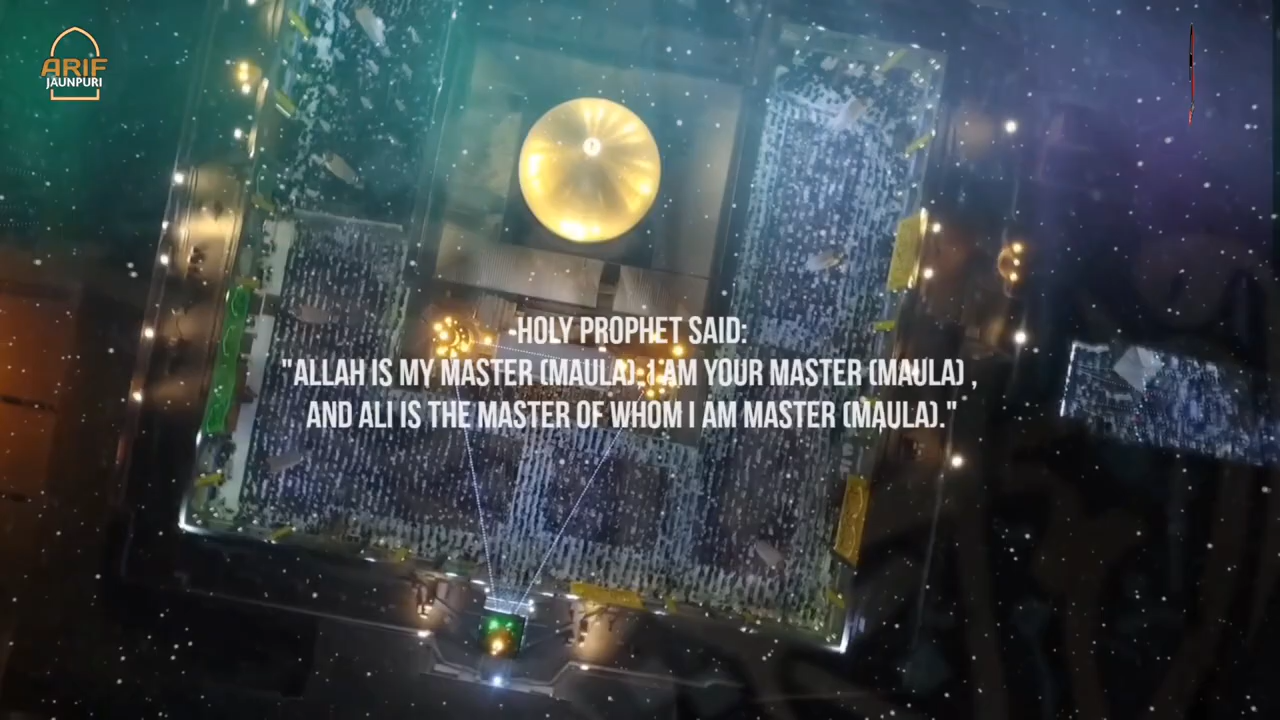 ARIF
JAUNPURI
-HOLY PROPHET SAID:
"ALLAH IS MY MASTER (MAULA); I AM YOUR MASTER (MAULA) ,
AND ALI IS THE MASTER OF WHOM I AM MASTER (MAULA)."